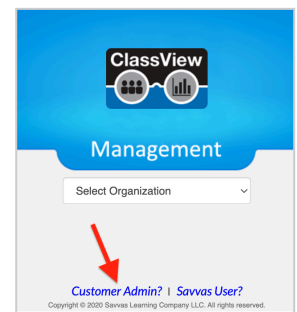 ClassView
Management
Select Organization
Customer Admin? | Savvas User?
Copyright © 2020 Savvas Learning Company LLC. All rights reserved.